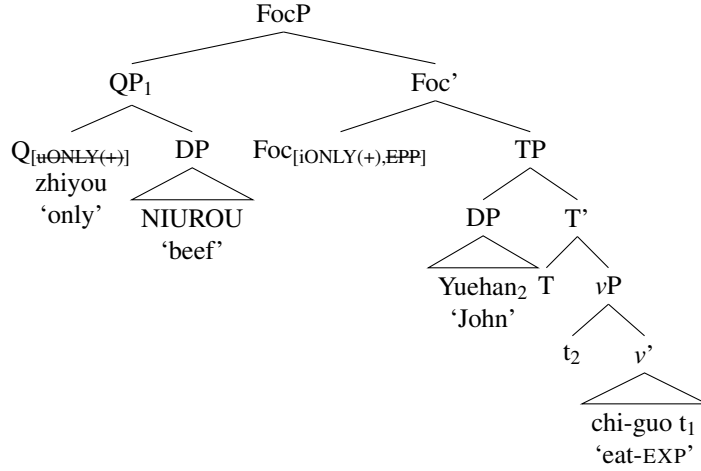 FocP
QP₁ Foc’
Q[uONLY(+)] DP Foc[iONLY(+),EPP] TP
zhiyou
‘only’ NIUROU DP T’
‘beef’
Yuehan₂ T vP
‘John’
t₂ v’
chi-guo t₁
‘eat-EXP’